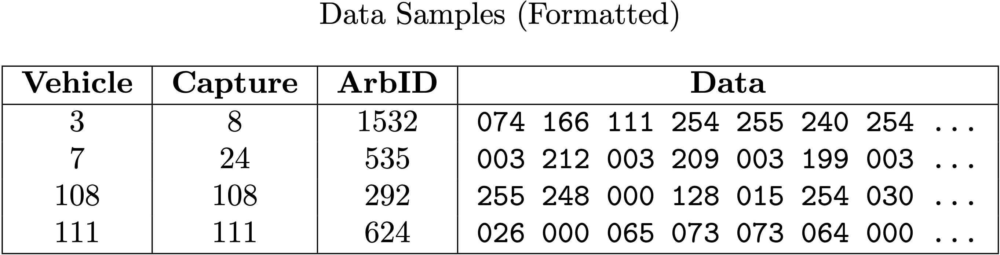 Data Samples (Formatted)
Vehicle Capture ArbID Data
3 8 1532 074 166 111 254 255 240 254 ...
7 24 535 003 212 003 209 003 199 003 ...
108 108 292 255 248 000 128 015 254 030 ...
111 111 624 026 000 065 073 073 064 000 ...